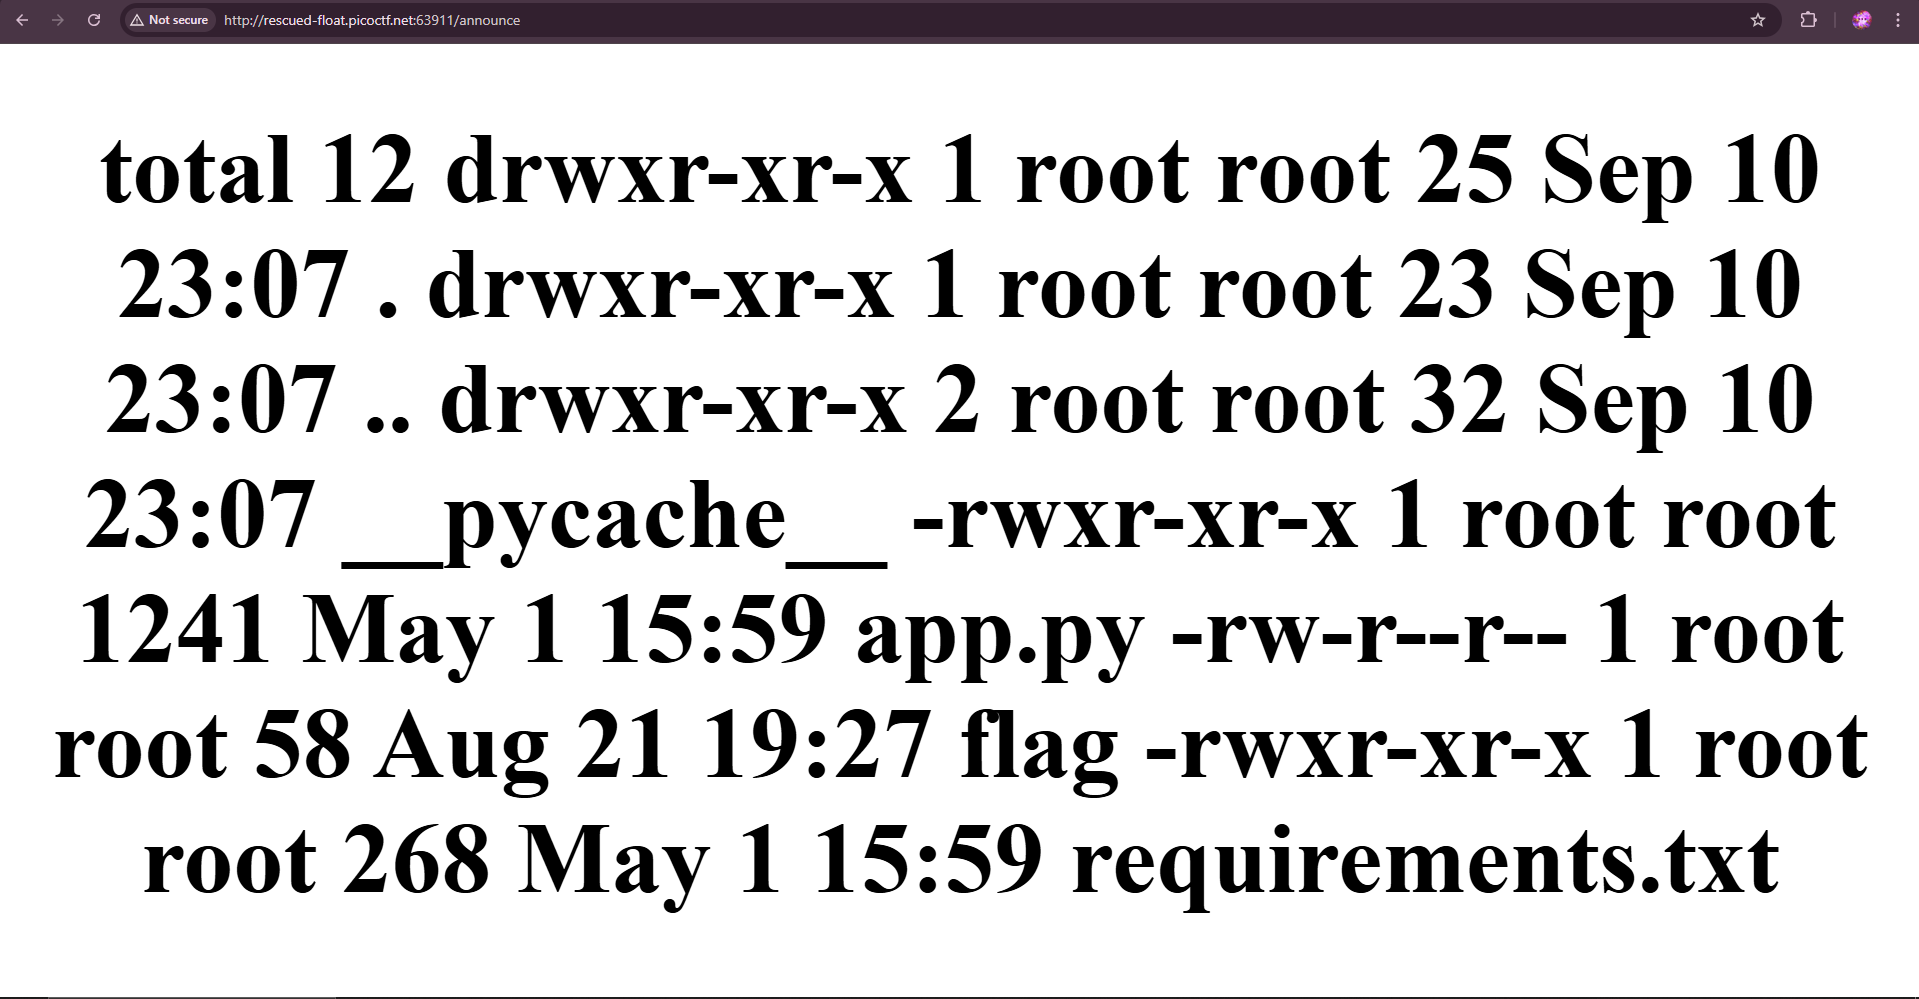 Not secure
http://rescued-float.picoctf.net:63911/announce
total 12 drwxr-xr-x 1 root root 25 Sep 10
23:07 . drwxr-xr-x 1 root root 23 Sep 10
23:07 .. drwxr-xr-x 2 root root 32 Sep 10
23:07 __pycache__ -rwxr-xr-x 1 root root
1241 May 1 15:59 app.py -rw-r--r-- 1 root
root 58 Aug 21 19:27 flag -rwxr-xr-x 1 root
root 268 May 1 15:59 requirements.txt